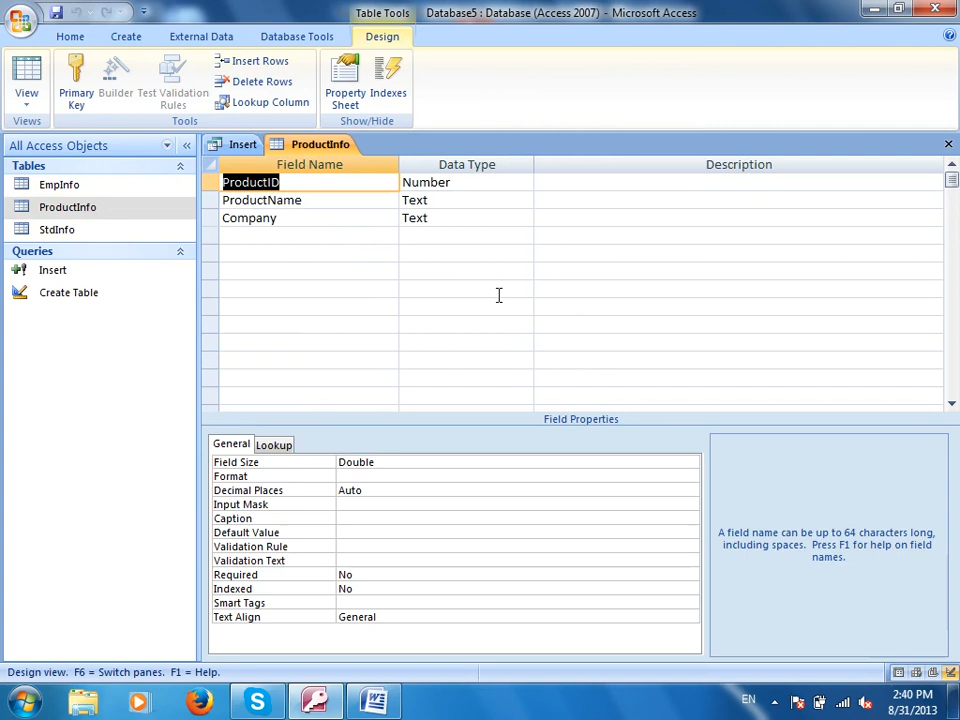 Table Tools
Database5 : Database (Access 2007) - Microsoft Access
Home
Create
External Data
Database Tools
Design
View
Primary Key
Builder
Test Validation Rules
Insert Rows
Delete Rows
Lookup Column
Property Sheet
Indexes
Views
Tools
Show/Hide
All Access Objects
Tables
EmpInfo
ProductInfo
StdInfo
Queries
Insert
Create Table
Insert
ProductInfo
Field Name
Data Type
Description
ProductID
Number
ProductName
Text
Company
Text
Field Properties
General
Lookup
Field Size
Double
Format
Decimal Places
Auto
Input Mask
Caption
Default Value
Validation Rule
Validation Text
Required
No
Indexed
No
Smart Tags
Text Align
General
A field name can be up to 64 characters long,
including spaces. Press F1 for help on field
names.
Design view. F6 = Switch panes. F1 = Help.
EN
2:40 PM
8/31/2013